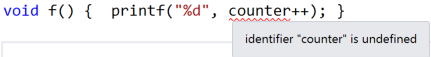 void f() {  printf("%d", counter++); }
identifier "counter" is undefined